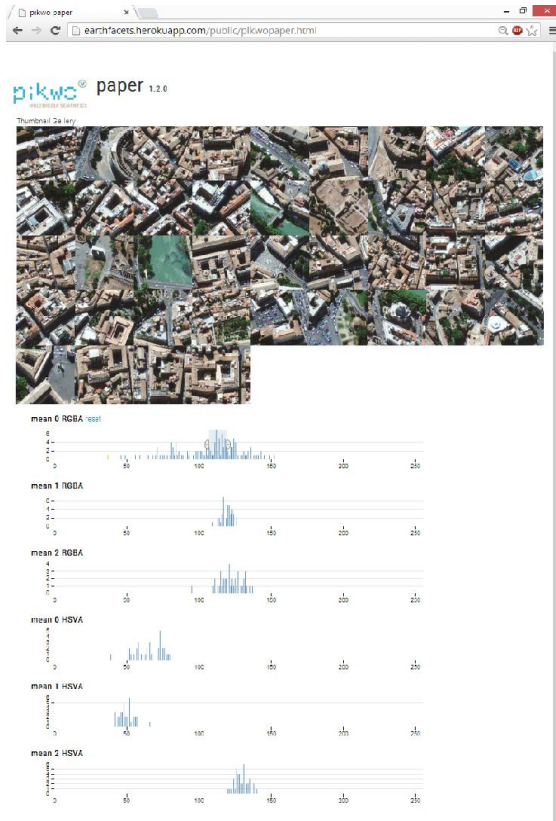 pikwo paper
earthfacets.herokuapp.com/public/pikwopaper.html
pikwo® paper 1.2.0
MULTIMEDIA SEMANTICS
Thumbnail Gallery
mean 0 RGBA reset
0 50 100 150 200 250
mean 1 RGBA
0 50 100 150 200 250
mean 2 RGBA
0 50 100 150 200 250
mean 0 HSVA
0 50 100 150 200 250
mean 1 HSVA
0 50 100 150 200 250
mean 2 HSVA
0 50 100 150 200 250